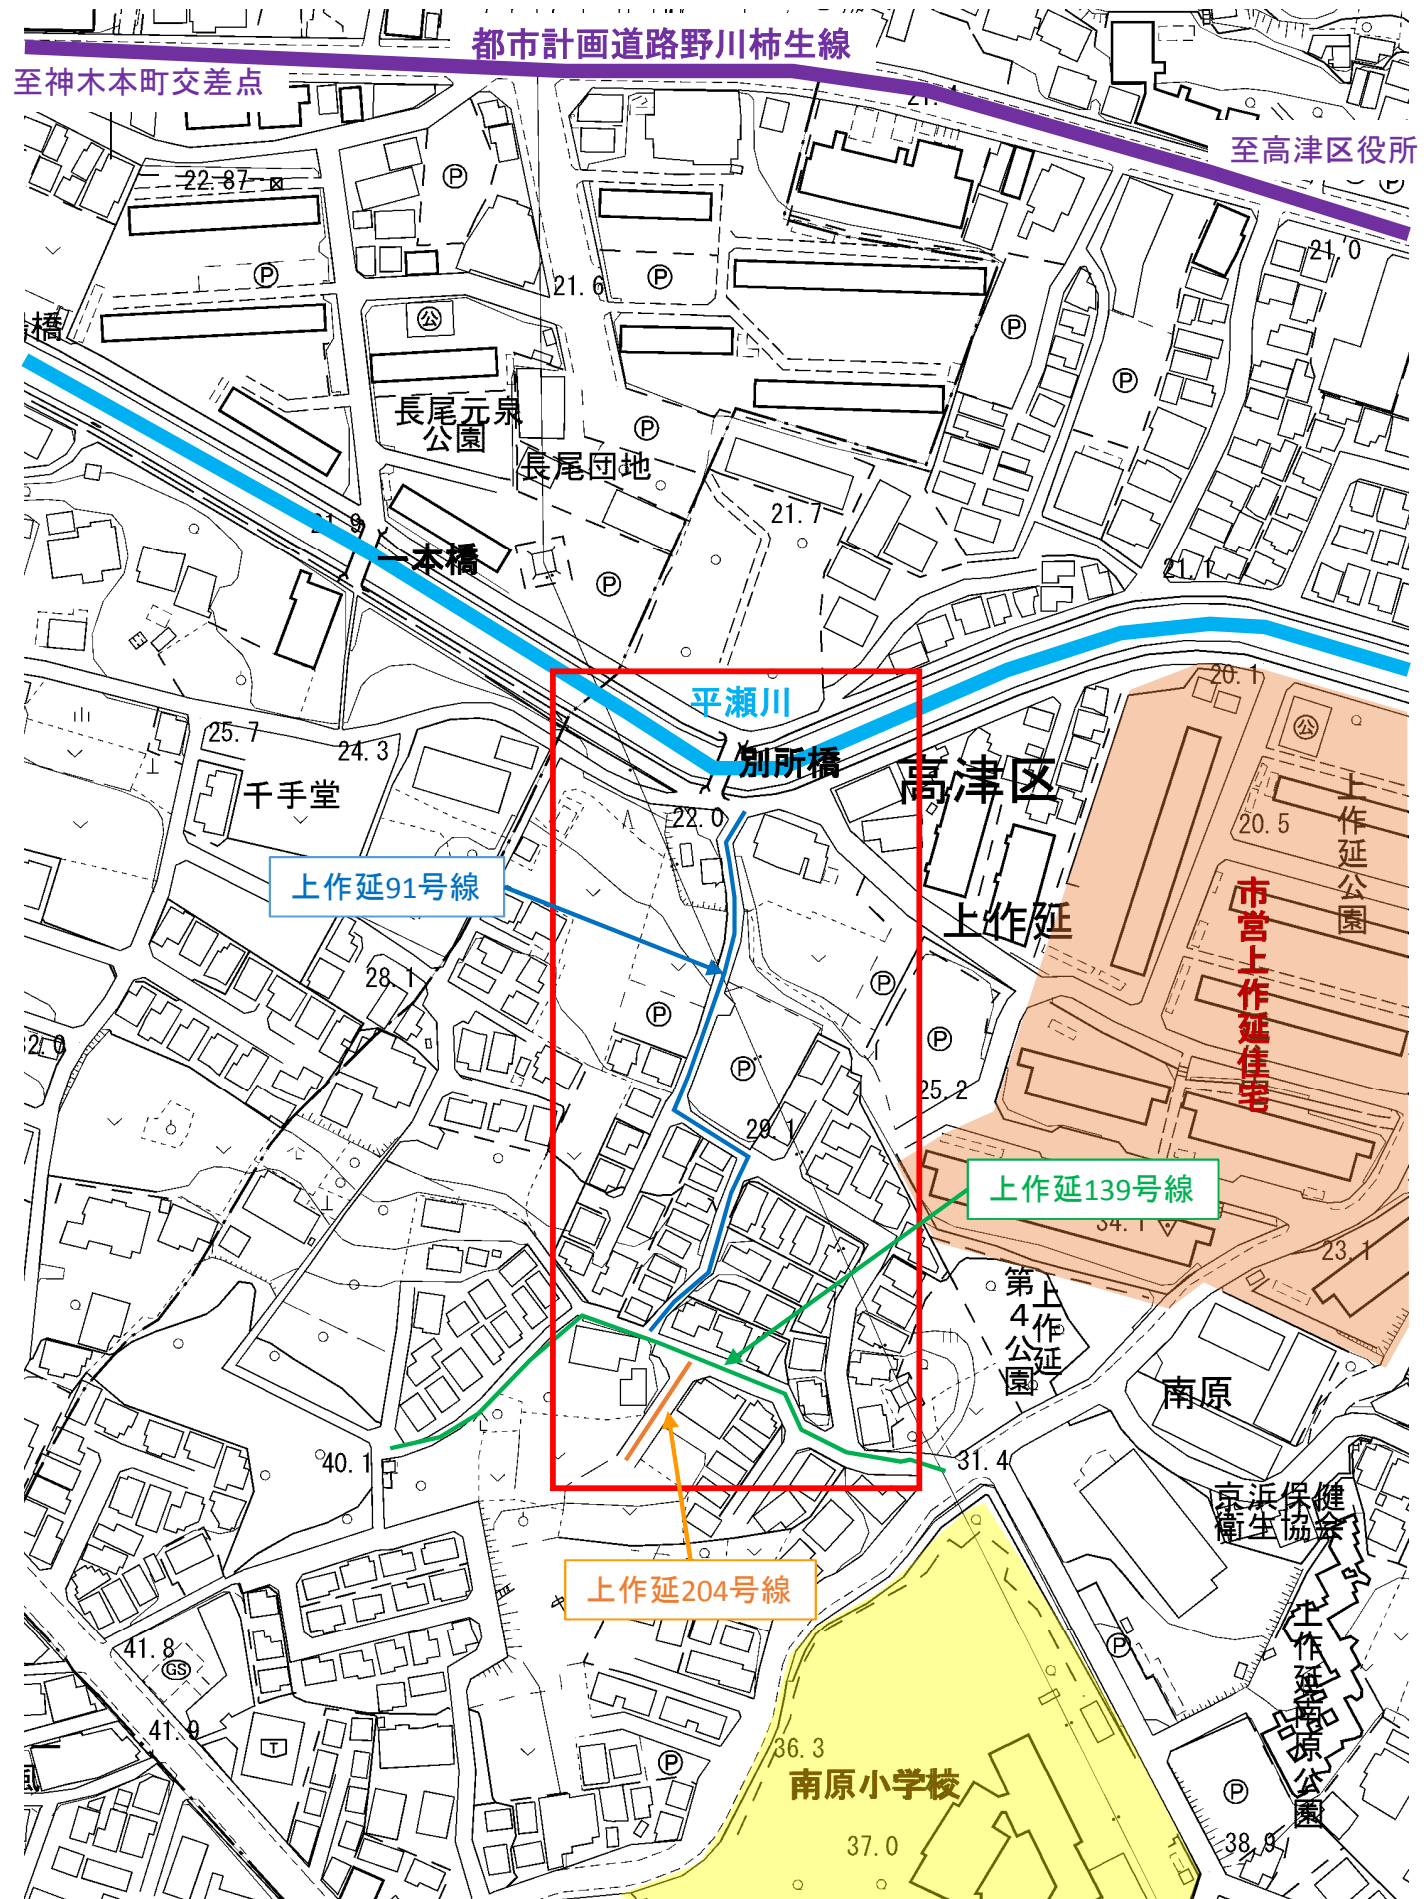 都市計画道路野川柿生線
至神木本町交差点
21.4
至高津区役所
P
22.87
P
21.0
P
21.6
P
公
P
橋
P
長尾元泉
公園
P
長尾団地
21.7
21.9
一本橋
P
21.1
平瀬川
20.1
25.7
24.3
別所橋
高津区
公
千手堂
22.0
20.5
上作延公園
上作延91号線
市営上作延住宅
上作延
28.1
P
P
P
P
25.2
29.1
上作延139号線
34.1
23.1
上作延
第4公園
南原
40.1
31.4
京浜保健
衛生協会
上作延204号線
41.8
GS
P
上作延南原公園
41.9
T
36.3
P
南原小学校
P
37.0
38.9